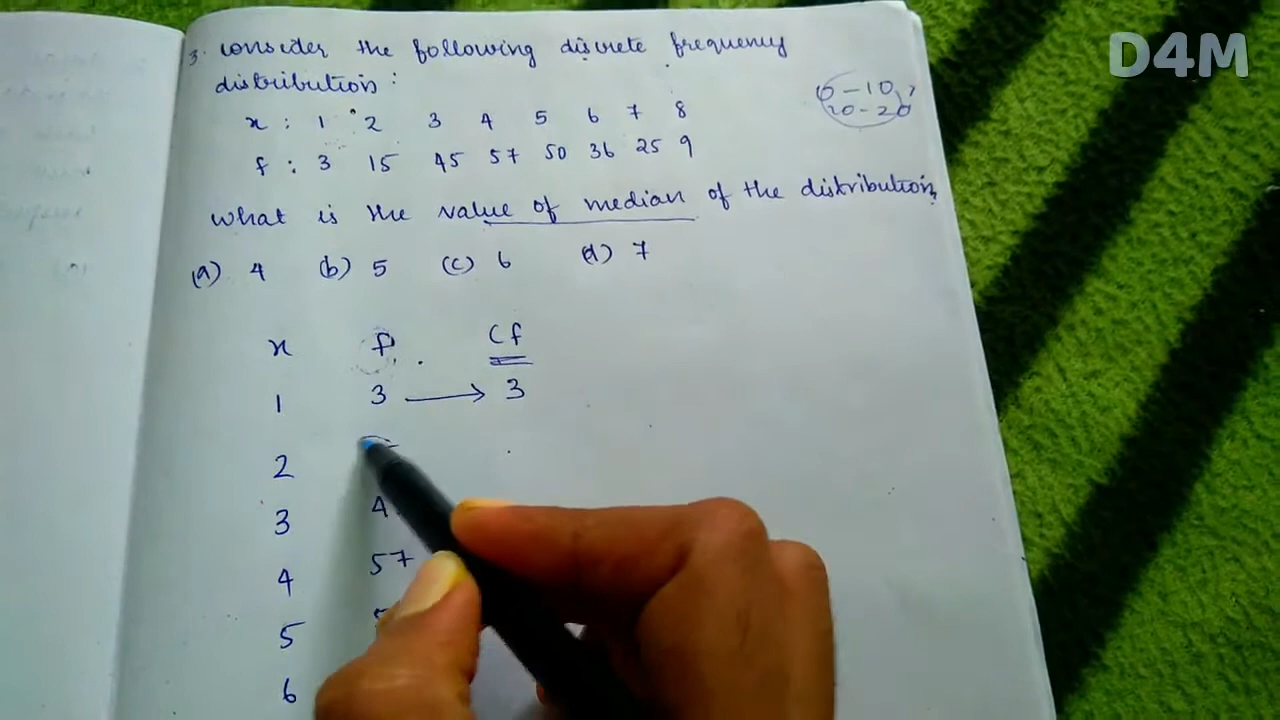 D4M
3. consider the following discrete frequency
distribution:
x : 1 2 3 4 5 6 7 8
f : 3 15 45 57 50 36 25 9
0-10,
10-20
what is the value of median of the distribution?
(a) 4 (b) 5 (c) 6 (d) 7
x f Cf
1 3 → 3
2
3 4
4 57
5
6